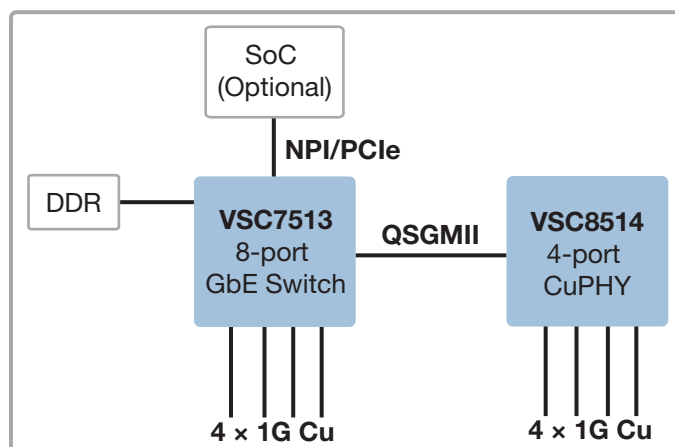 SoC
(Optional)
NPI/PCIe
DDR
VSC7513
8-port
GbE Switch
QSGMII
VSC8514
4-port
CuPHY
4 × 1G Cu
4 × 1G Cu